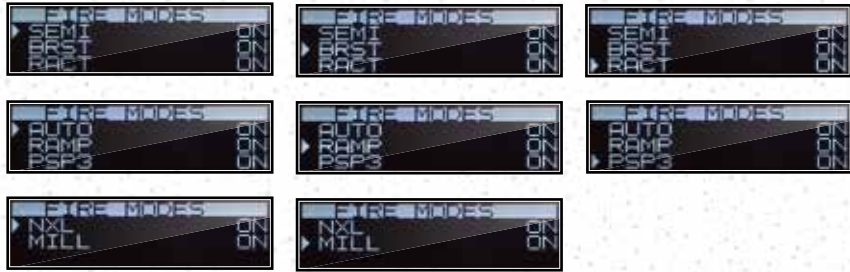 FIRE MODES
SEMI ON
BRST ON
RACT ON
FIRE MODES
SEMI ON
BRST ON
RACT ON
FIRE MODES
SEMI ON
BRST ON
RACT ON
FIRE MODES
AUTO ON
RAMP ON
PSP3 ON
FIRE MODES
AUTO ON
RAMP ON
PSP3 ON
FIRE MODES
AUTO ON
RAMP ON
PSP3 ON
FIRE MODES
NXL ON
MILL ON
FIRE MODES
NXL ON
MILL ON